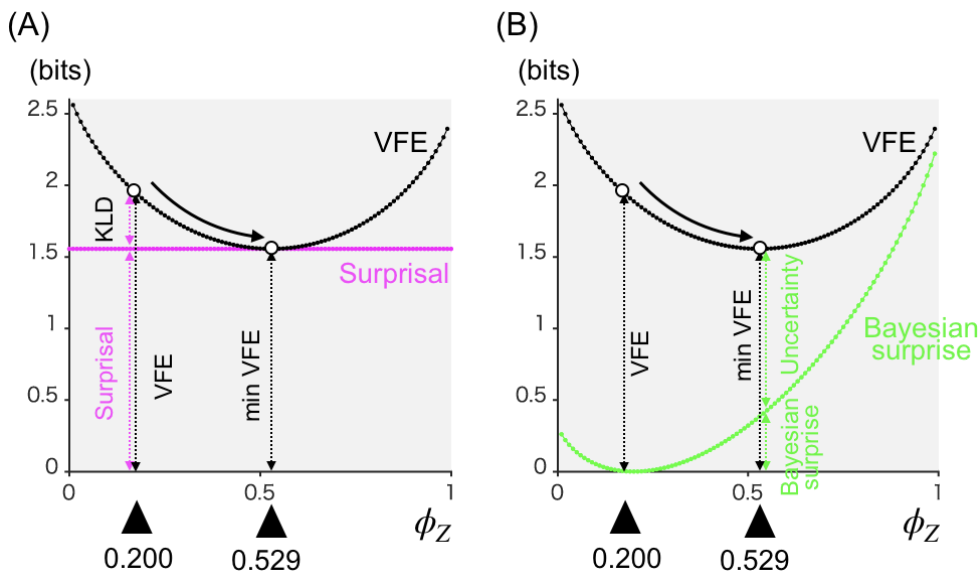 (A)
(bits)
2.5
2
1.5
1
0.5
0
0
0.5
1
VFE
KLD
Surprisal
Surprisal
VFE
min VFE
ϕ_Z
0.200
0.529
(B)
(bits)
2.5
2
1.5
1
0.5
0
0
0.5
1
VFE
VFE
min VFE
Uncertainty
Bayesian
surprise
Bayesian
surprise
ϕ_Z
0.200
0.529